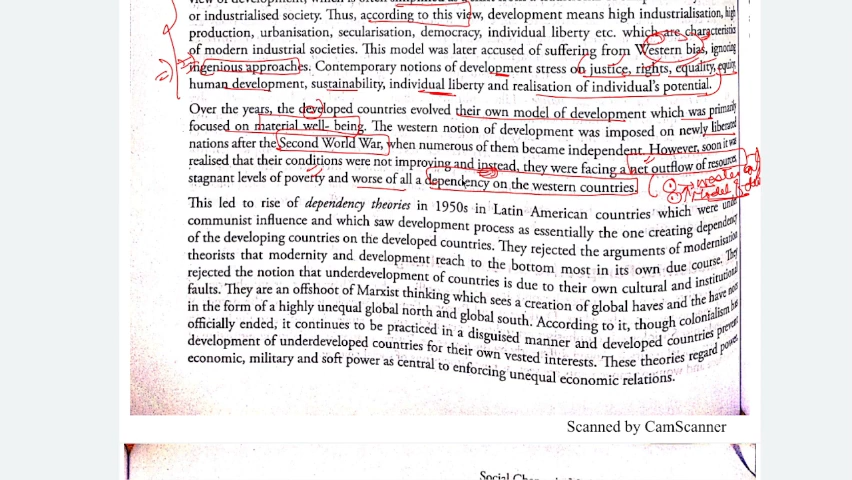 or industrialised society. Thus, according to this view, development means high industrialisation, high
production, urbanisation, secularisation, democracy, individual liberty etc. which are characteristics
of modern industrial societies. This model was later accused of suffering from Western bias, ignoring
ingenious approaches. Contemporary notions of development stress on justice, rights, equality, equity,
human development, sustainability, individual liberty and realisation of individual's potential.
Over the years, the developed countries evolved their own model of development which was primarily
focused on material well- being. The western notion of development was imposed on newly liberated
nations after the Second World War, when numerous of them became independent. However, soon it was
realised that their conditions were not improving and instead, they were facing a net outflow of resources
stagnant levels of poverty and worse of all a dependency on the western countries.
Model
This led to rise of dependency theories in 1950s in Latin American countries which were under
communist influence and which saw development process as essentially the one creating dependency
of the developing countries on the developed countries. They rejected the arguments of modernisation
theorists that modernity and development reach to the bottom most in its own due course. They
rejected the notion that underdevelopment of countries is due to their own cultural and institutional
faults. They are an offshoot of Marxist thinking which sees a creation of global haves and the have nots
in the form of a highly unequal global north and global south. According to it, though colonialism has
officially ended, it continues to be practiced in a disguised manner and developed countries prevent
development of underdeveloped countries for their own vested interests. These theories regard power,
economic, military and soft power as central to enforcing unequal economic relations.
Scanned by CamScanner